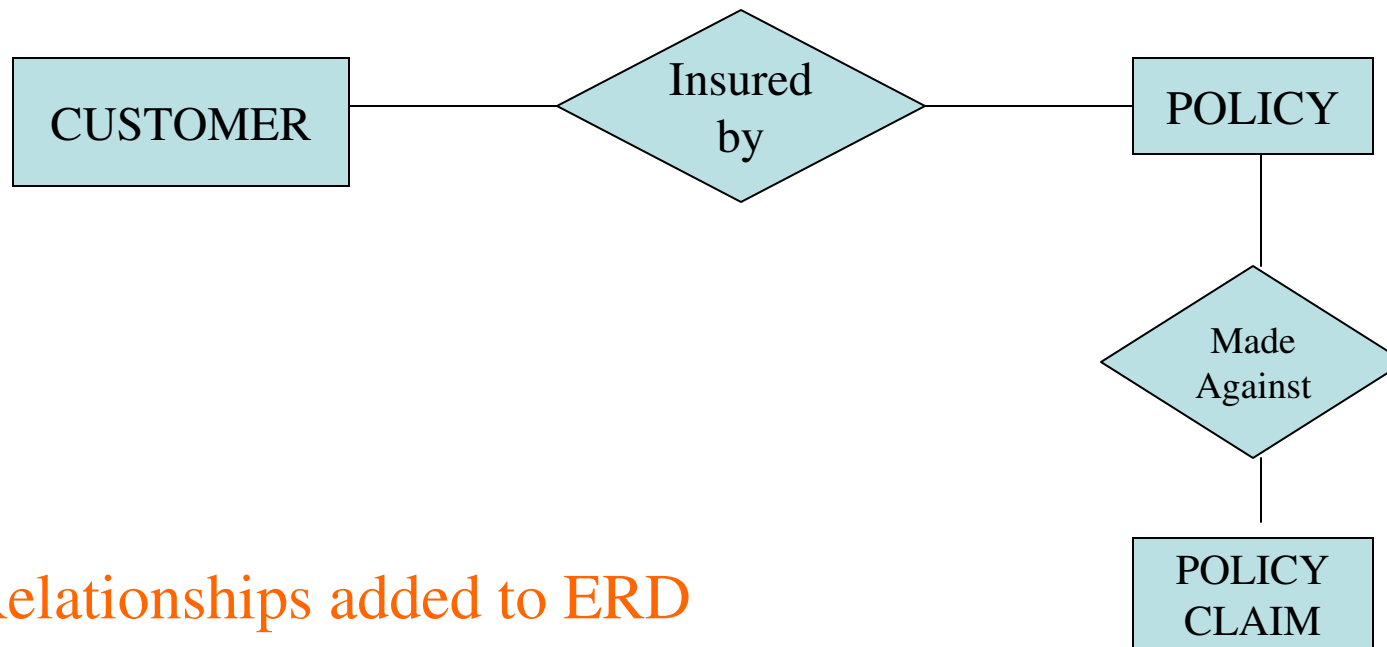 CUSTOMER
Insured
by
POLICY
Made
Against
POLICY
CLAIM
elationships added to ERD